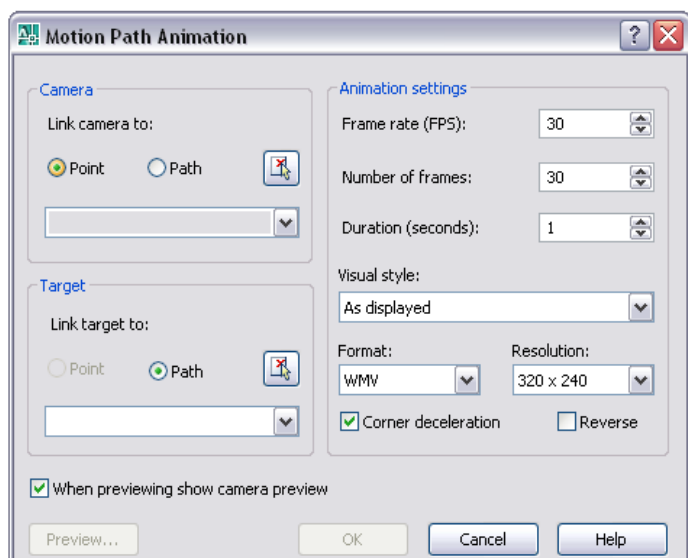 Motion Path Animation
Camera
Link camera to:
Point
Path
Target
Link target to:
Point
Path
Animation settings
Frame rate (FPS):
30
Number of frames:
30
Duration (seconds):
1
Visual style:
As displayed
Format:
Resolution:
WMV
320 x 240
Corner deceleration
Reverse
When previewing show camera preview
Preview...
OK
Cancel
Help